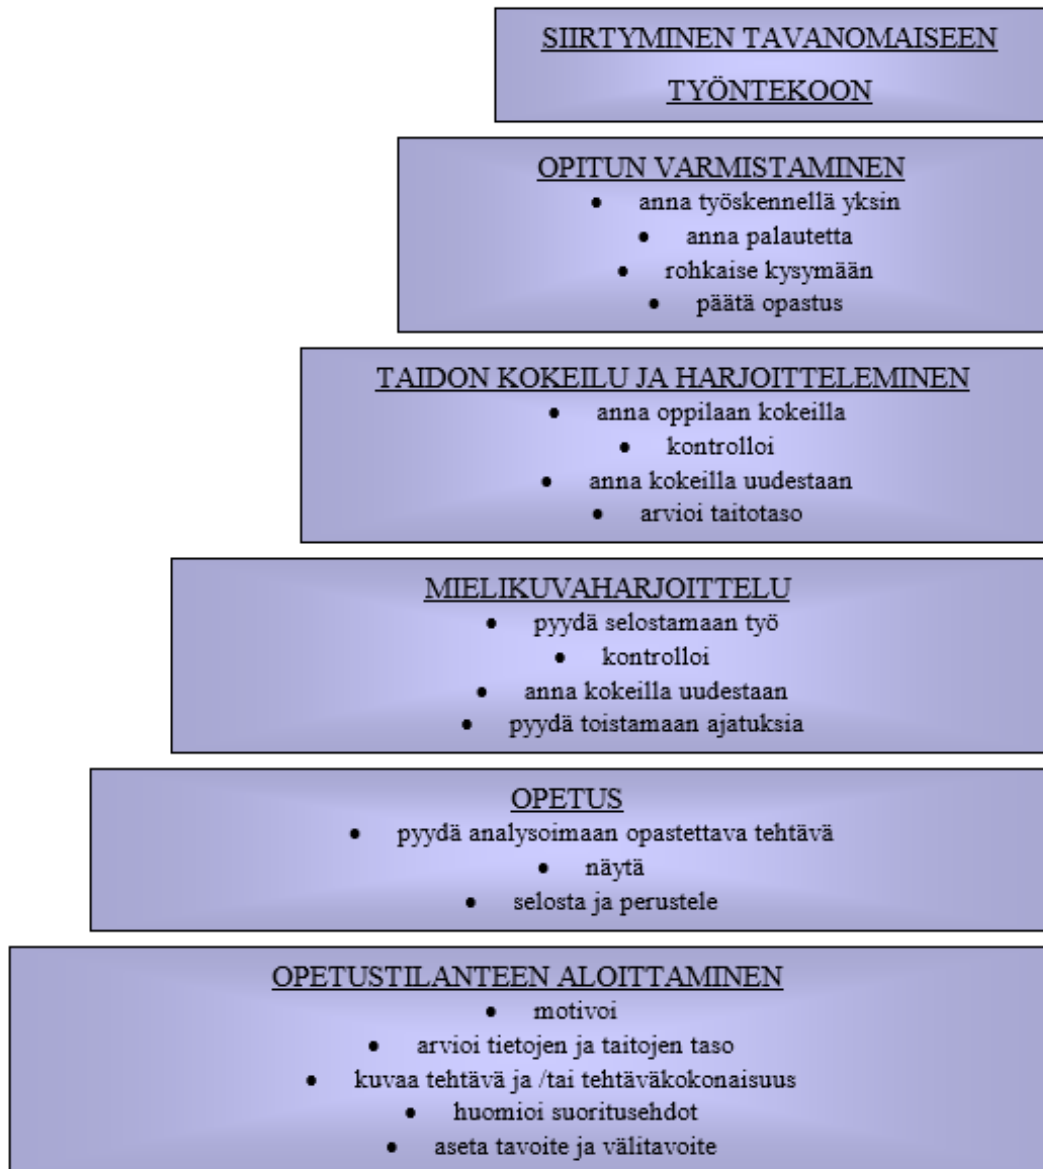 SIIRTYMINEN TAVANOMAISEEN
TYÖNTEKOON
OPITUN VARMISTAMINEN
• anna työskennellä yksin
• anna palautetta
• rohkaise kysymään
• päätä opastus
TAIDON KOKEILU JA HARJOITTELEMINEN
• anna oppilaan kokeilla
• kontrolloi
• anna kokeilla uudestaan
• arvioi taitotaso
MIELIKUVAHARJOITTELU
• pyydä selostamaan työ
• kontrolloi
• anna kokeilla uudestaan
• pyydä toistamaan ajatuksia
OPETUS
• pyydä analysoimaan opastettava tehtävä
• näytä
• selosta ja perustele
OPETUSTILANTEEN ALOITTAMINEN
• motivoi
• arvioi tietojen ja taitojen taso
• kuvaa tehtävä ja /tai tehtäväkokonaisuus
• huomioi suoritusehdot
• aseta tavoite ja välitavoite